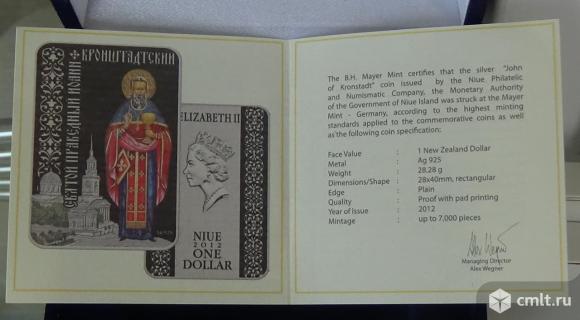 СВЯТОЙ ПРАВЕДНЫЙ ИОАНН
КРОНШТАДТСКИЙ
ELIZABETH II
NIUE
2012
ONE
DOLLAR
The B.H. Mayer Mint certifies that the silver "John
of Kronstadt" coin issued by the Niue Philatelic
and Numismatic Company, the Monetary Authority
of the Government of Niue Island was struck at the Mayer
Mint - Germany, according to the highest minting
standards applied to the commemorative coins as well
as the following coin specification:
Face Value : 1 New Zealand Dollar
Metal : Ag 925
Weight : 28,28 g
Dimensions/Shape : 28x40mm, rectangular
Edge : Plain
Quality : Proof with pad printing
Year of Issue : 2012
Mintage : up to 7,000 pieces
Managing Director
Alex Wegner
cmlt.ru